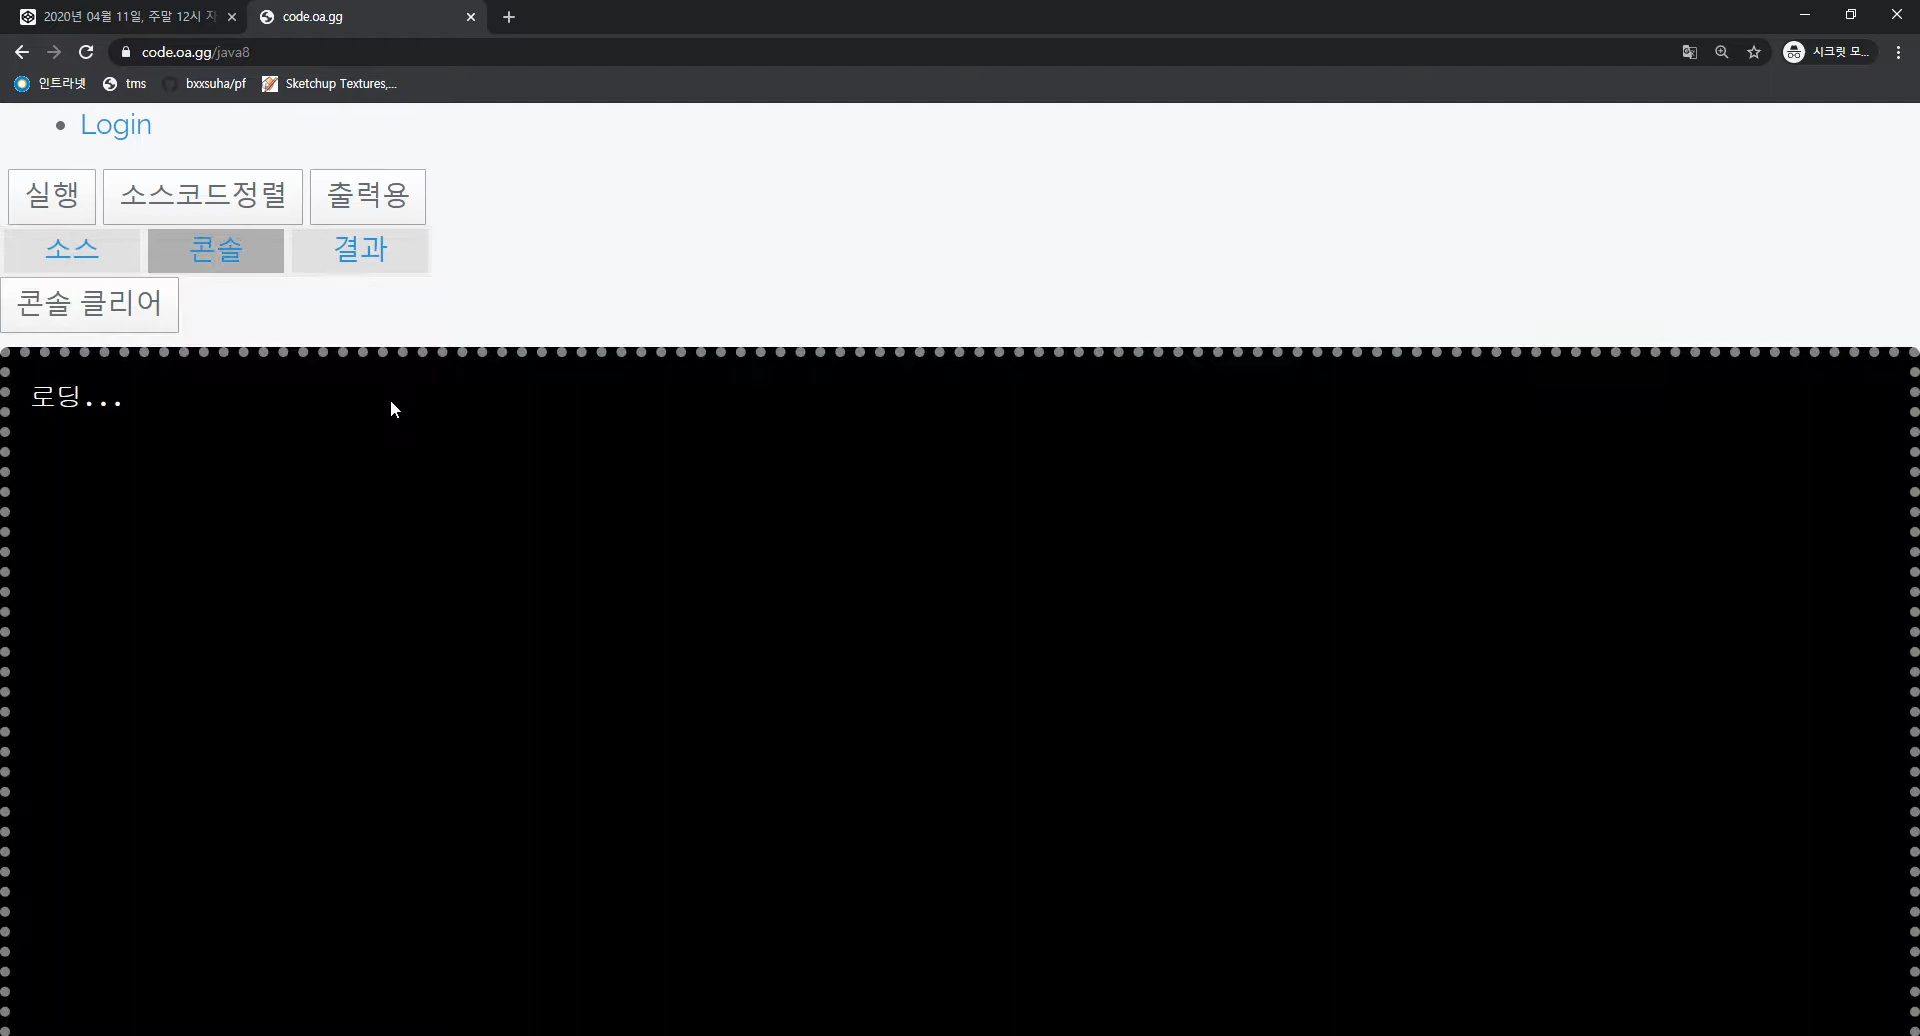 2020년 04월 11일, 주말 12시 자
code.oa.gg
code.oa.gg/java8
시크릿 모...
인트라넷
tms
bxxsuha/pf
Sketchup Textures,...
Login
실행
소스코드정렬
출력용
소스
콘솔
결과
콘솔 클리어
로딩...